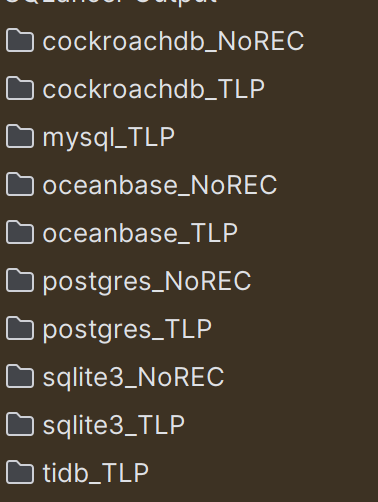 cockroachdb_NoREC
cockroachdb_TLP
mysql_TLP
oceanbase_NoREC
oceanbase_TLP
postgres_NoREC
postgres_TLP
sqlite3_NoREC
sqlite3_TLP
tidb_TLP